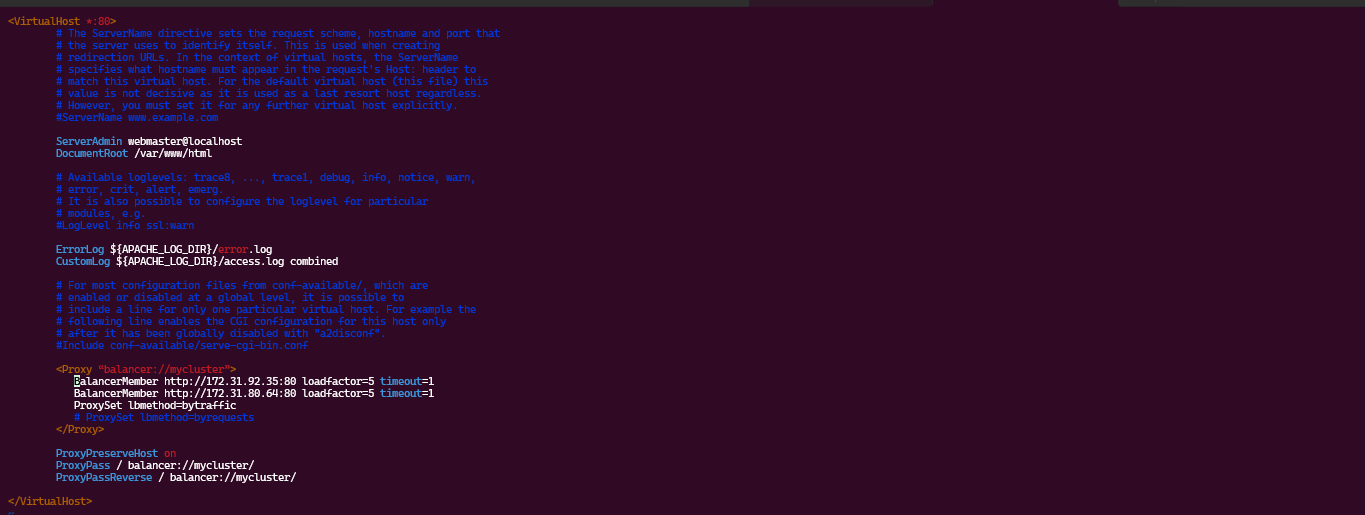 <VirtualHost *:80>
# The ServerName directive sets the request scheme, hostname and port that
# the server uses to identify itself. This is used when creating
# redirection URLs. In the context of virtual hosts, the ServerName
# specifies what hostname must appear in the request's Host: header to
# match this virtual host. For the default virtual host (this file) this
# value is not decisive as it is used as a last resort host regardless.
# However, you must set it for any further virtual host explicitly.
#ServerName www.example.com
ServerAdmin webmaster@localhost
DocumentRoot /var/www/html
# Available loglevels: trace8, ..., trace1, debug, info, notice, warn,
# error, crit, alert, emerg.
# It is also possible to configure the loglevel for particular
# modules, e.g.
#LogLevel info ssl:warn
ErrorLog ${APACHE_LOG_DIR}/error.log
CustomLog ${APACHE_LOG_DIR}/access.log combined
# For most configuration files from conf-available/, which are
# enabled or disabled at a global level, it is possible to
# include a line for only one particular virtual host. For example the
# following line enables the CGI configuration for this host only
# after it has been globally disabled with "a2disconf".
#Include conf-available/serve-cgi-bin.conf
<Proxy “balancer://mycluster”>
BalancerMember http://172.31.92.35:80 loadfactor=5 timeout=1
BalancerMember http://172.31.80.64:80 loadfactor=5 timeout=1
ProxySet lbmethod=bytraffic
# ProxySet lbmethod=byrequests
</Proxy>
ProxyPreserveHost on
ProxyPass / balancer://mycluster/
ProxyPassReverse / balancer://mycluster/
</VirtualHost>